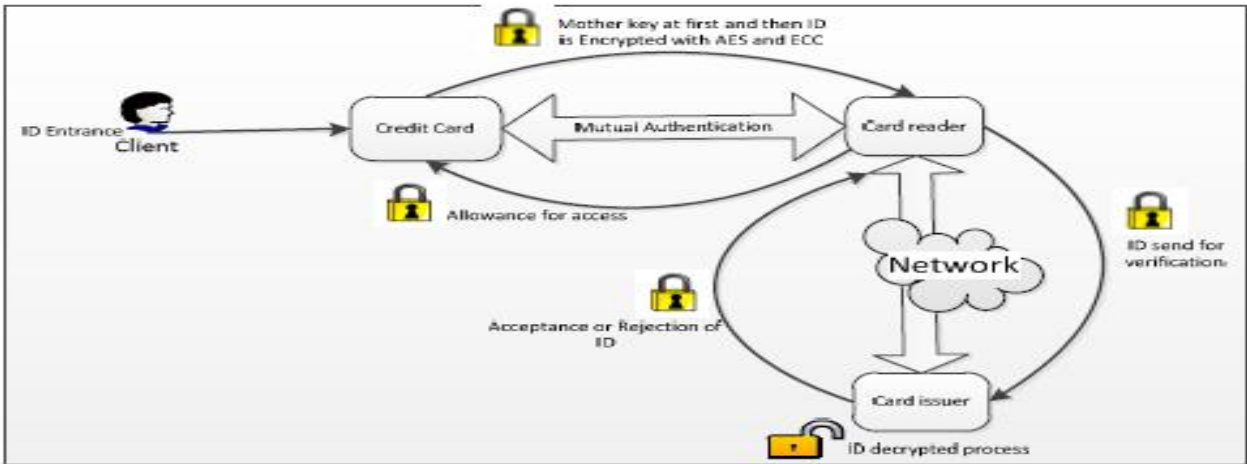 Mother key at first and then ID
is Encrypted with AES and ECC
ID Entrance
Client
Credit Card
Mutual Authentication
Card reader
Allowance for access
ID send for
verification
Network
Acceptance or Rejection of
ID
Card issuer
ID decrypted process